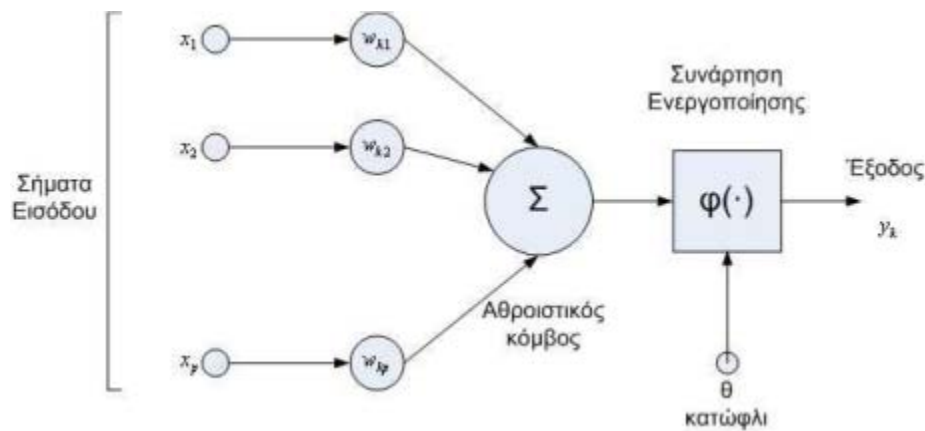 Σήματα
Εισόδου
x₁
x₂
xₚ
wₖ₁
wₖ₂
wₖₚ
Σ
Αθροιστικός
κόμβος
Συνάρτηση
Ενεργοποίησης
φ(·)
Έξοδος
yₖ
θ
κατώφλι